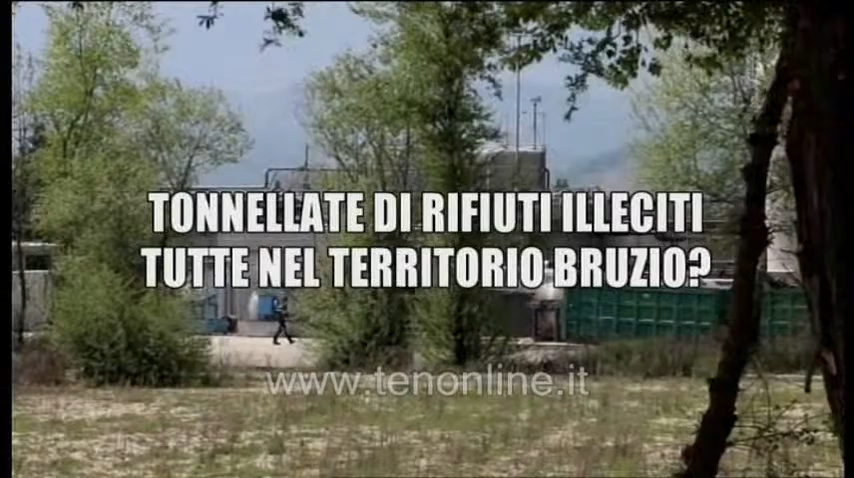 TONNELLATE DI RIFIUTI ILLECITI
TUTTE NEL TERRITORIO BRUZIO?
www.tenonline.it